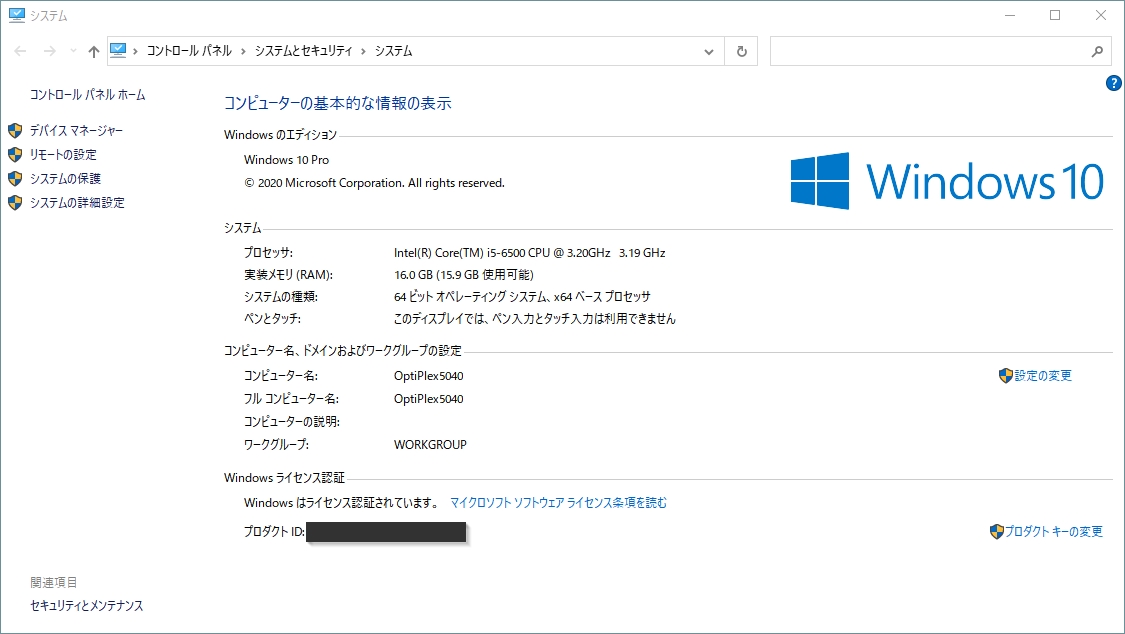 システム
コントロール パネル › システムとセキュリティ › システム
コントロール パネル ホーム
デバイス マネージャー
リモートの設定
システムの保護
システムの詳細設定
コンピューターの基本的な情報の表示
Windows のエディション
Windows 10 Pro
© 2020 Microsoft Corporation. All rights reserved.
Windows 10
システム
プロセッサ: Intel(R) Core(TM) i5-6500 CPU @ 3.20GHz 3.19 GHz
実装メモリ (RAM): 16.0 GB (15.9 GB 使用可能)
システムの種類: 64 ビット オペレーティング システム、x64 ベース プロセッサ
ペンとタッチ: このディスプレイでは、ペン入力とタッチ入力は利用できません
コンピューター名、ドメインおよびワークグループの設定
コンピューター名: OptiPlex5040 設定の変更
フル コンピューター名: OptiPlex5040
コンピューターの説明:
ワークグループ: WORKGROUP
Windows ライセンス認証
Windows はライセンス認証されています。 マイクロソフト ソフトウェア ライセンス条項を読む
プロダクト ID: プロダクト キーの変更
関連項目
セキュリティとメンテナンス